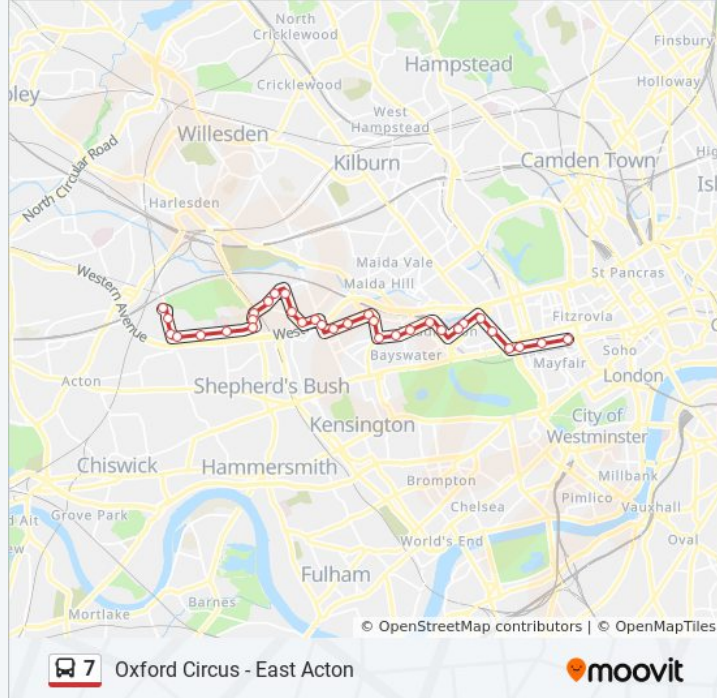 North
Cricklewood
Finsbury
Hampstead
Holloway
Cricklewood
West
Hampstead
Willesden
Kilburn
Camden Town
North Circular Road
Harlesden
Maida Vale
Western Avenue
St Pancras
Maida Hill
Fitzrovia
Bayswater
Soho
Mayfair
Acton
Shepherd's Bush
London
Kensington
City of
Westminster
Chiswick
Hammersmith
Brompton
Millbank
Pimlico
Chelsea
Vauxhall
Grove Park
World's End
Oval
Fulham
Barnes
Mortlake
© OpenStreetMap contributors | © OpenMapTiles
7 Oxford Circus - East Acton
moovit